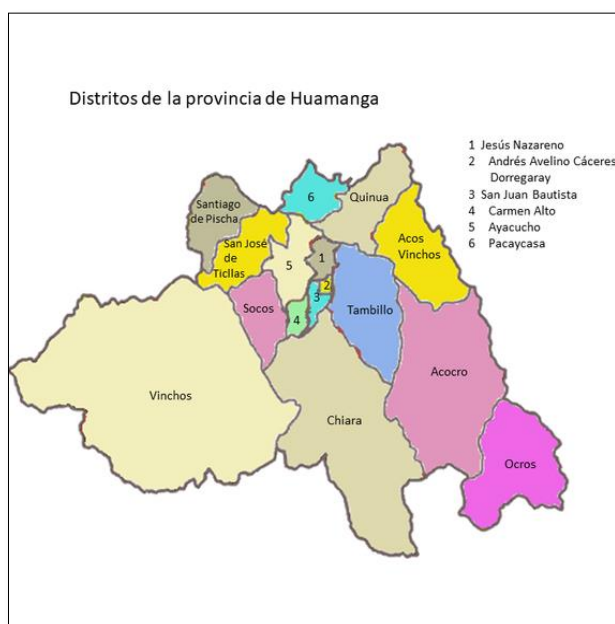 Distritos de la provincia de Huamanga
1 Jesús Nazareno
2 Andrés Avelino Cáceres
Dorregaray
3 San Juan Bautista
4 Carmen Alto
5 Ayacucho
6 Pacaycasa
6
Quinua
Santiago
de Pischa
San José
de
Ticllas
Acos
Vinchos
5
1
2
3
4
Socos
Tambillo
Vinchos
Chiara
Acocro
Ocros